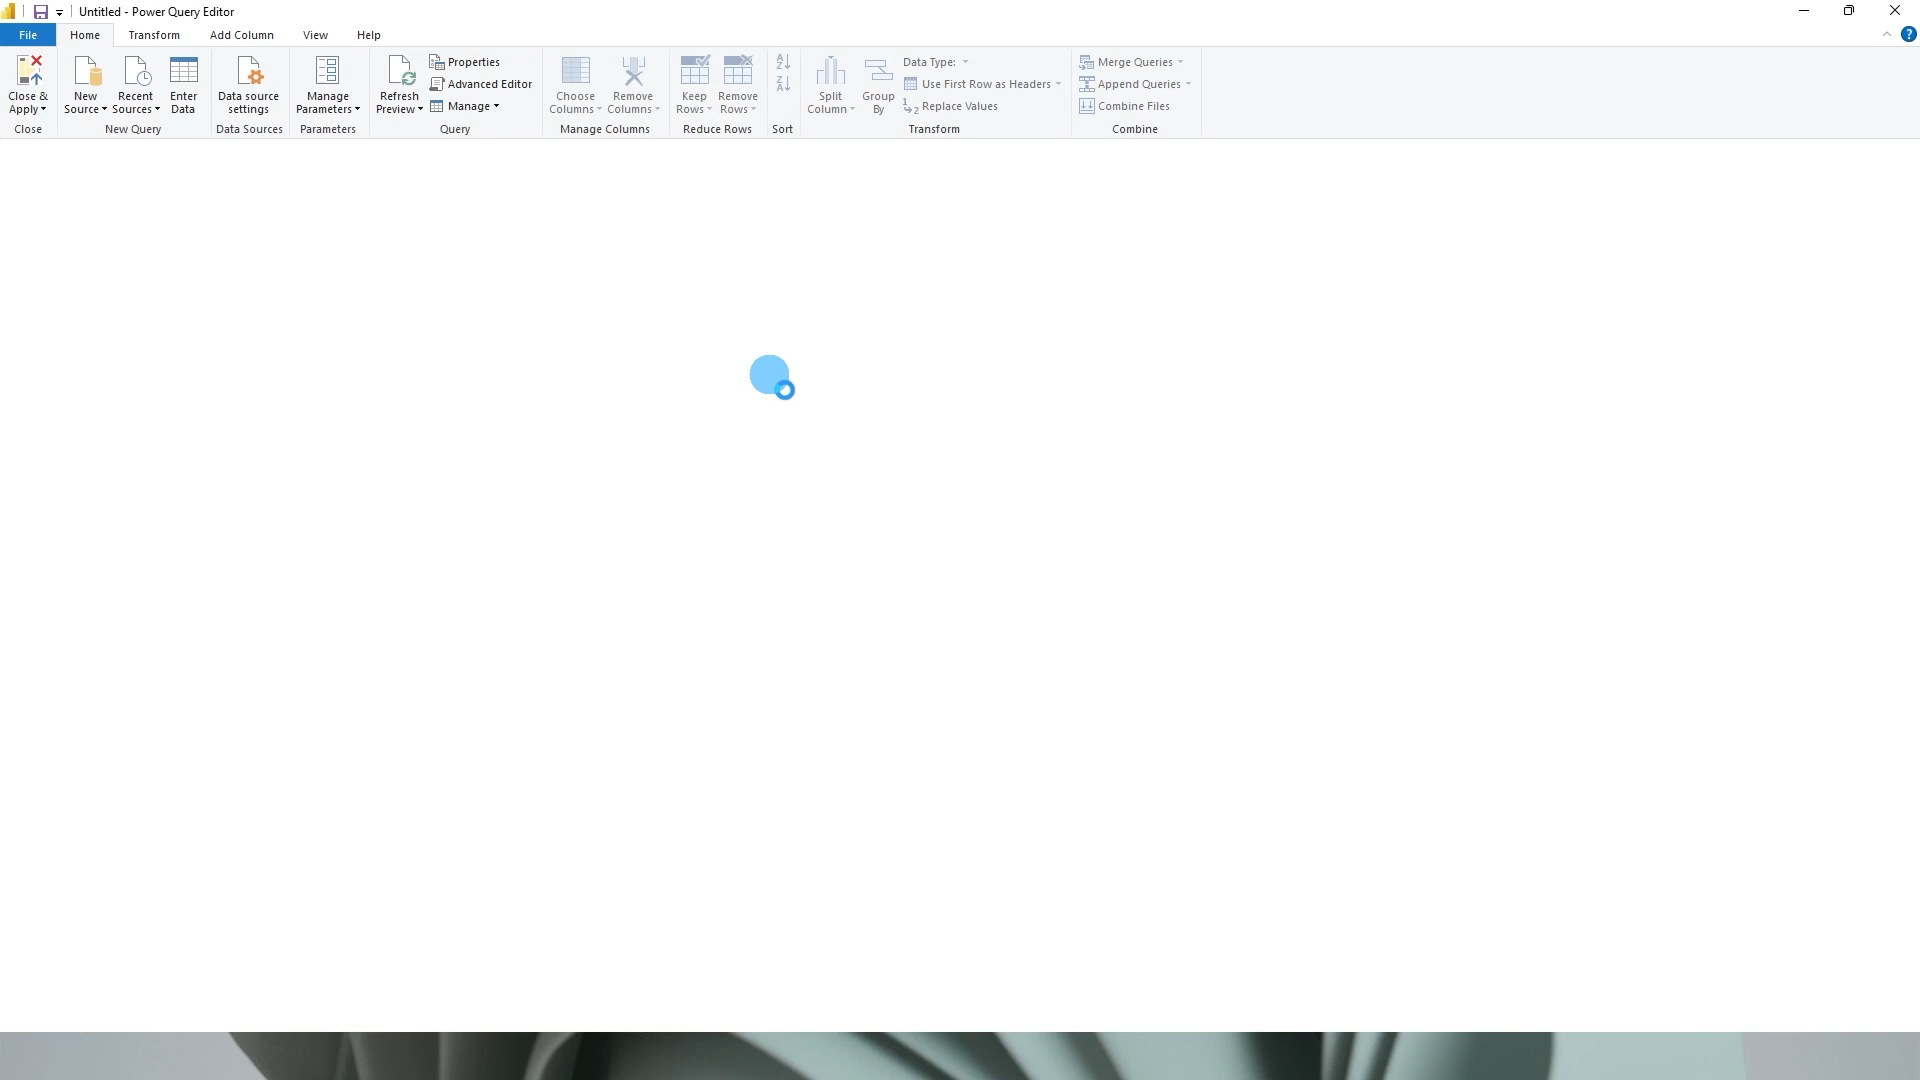 Untitled - Power Query Editor
File Home Transform Add Column View Help
Close & Apply
New Source
Recent Sources
Enter Data
Data source settings
Manage Parameters
Refresh Preview
Properties
Advanced Editor
Manage
Choose Columns
Remove Columns
Keep Rows
Remove Rows
Split Column
Group By
Data Type:
Use First Row as Headers
Replace Values
Merge Queries
Append Queries
Combine Files
Close New Query Data Sources Parameters Query Manage Columns Reduce Rows Sort Transform Combine